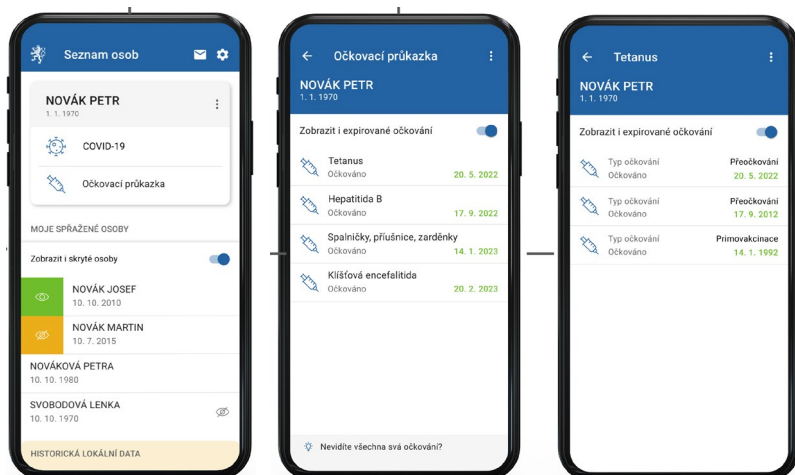 Seznam osob
NOVÁK PETR
1. 1. 1970
COVID-19
Očkovací průkazka
MOJE SPŘAŽENÉ OSOBY
Zobrazit i skryté osoby
NOVÁK JOSEF
10. 10. 2010
NOVÁK MARTIN
10. 7. 2015
NOVÁKOVÁ PETRA
10. 10. 1980
SVOBODOVÁ LENKA
10. 10. 1970
HISTORICKÁ LOKÁLNÍ DATA
Očkovací průkazka
NOVÁK PETR
1. 1. 1970
Zobrazit i expirované očkování
Tetanus
Očkováno 20. 5. 2022
Hepatitida B
Očkováno 17. 9. 2022
Spalničky, příušnice, zarděnky
Očkováno 14. 1. 2023
Klíšťová encefalitida
Očkováno 20. 2. 2023
Nevidíte všechna svá očkování?
Tetanus
NOVÁK PETR
1. 1. 1970
Zobrazit i expirované očkování
Typ očkování Přeočkování
Očkováno 20. 5. 2022
Typ očkování Přeočkování
Očkováno 17. 9. 2012
Typ očkování Primovakcinace
Očkováno 14. 1. 1992